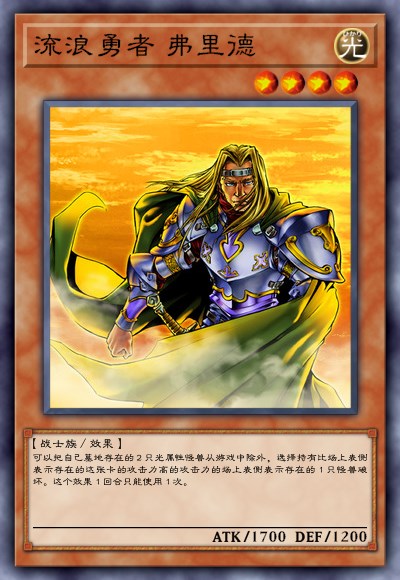 流浪勇者 弗里德
光
【战士族／效果】
可以把自己墓地存在的2只光属性怪兽从游戏中除外，选择持有比场上表侧
表示存在的这张卡的攻击力高的攻击力的场上表侧表示存在的1只怪兽破
坏。这个效果1回合只能使用1次。
ATK/1700 DEF/1200